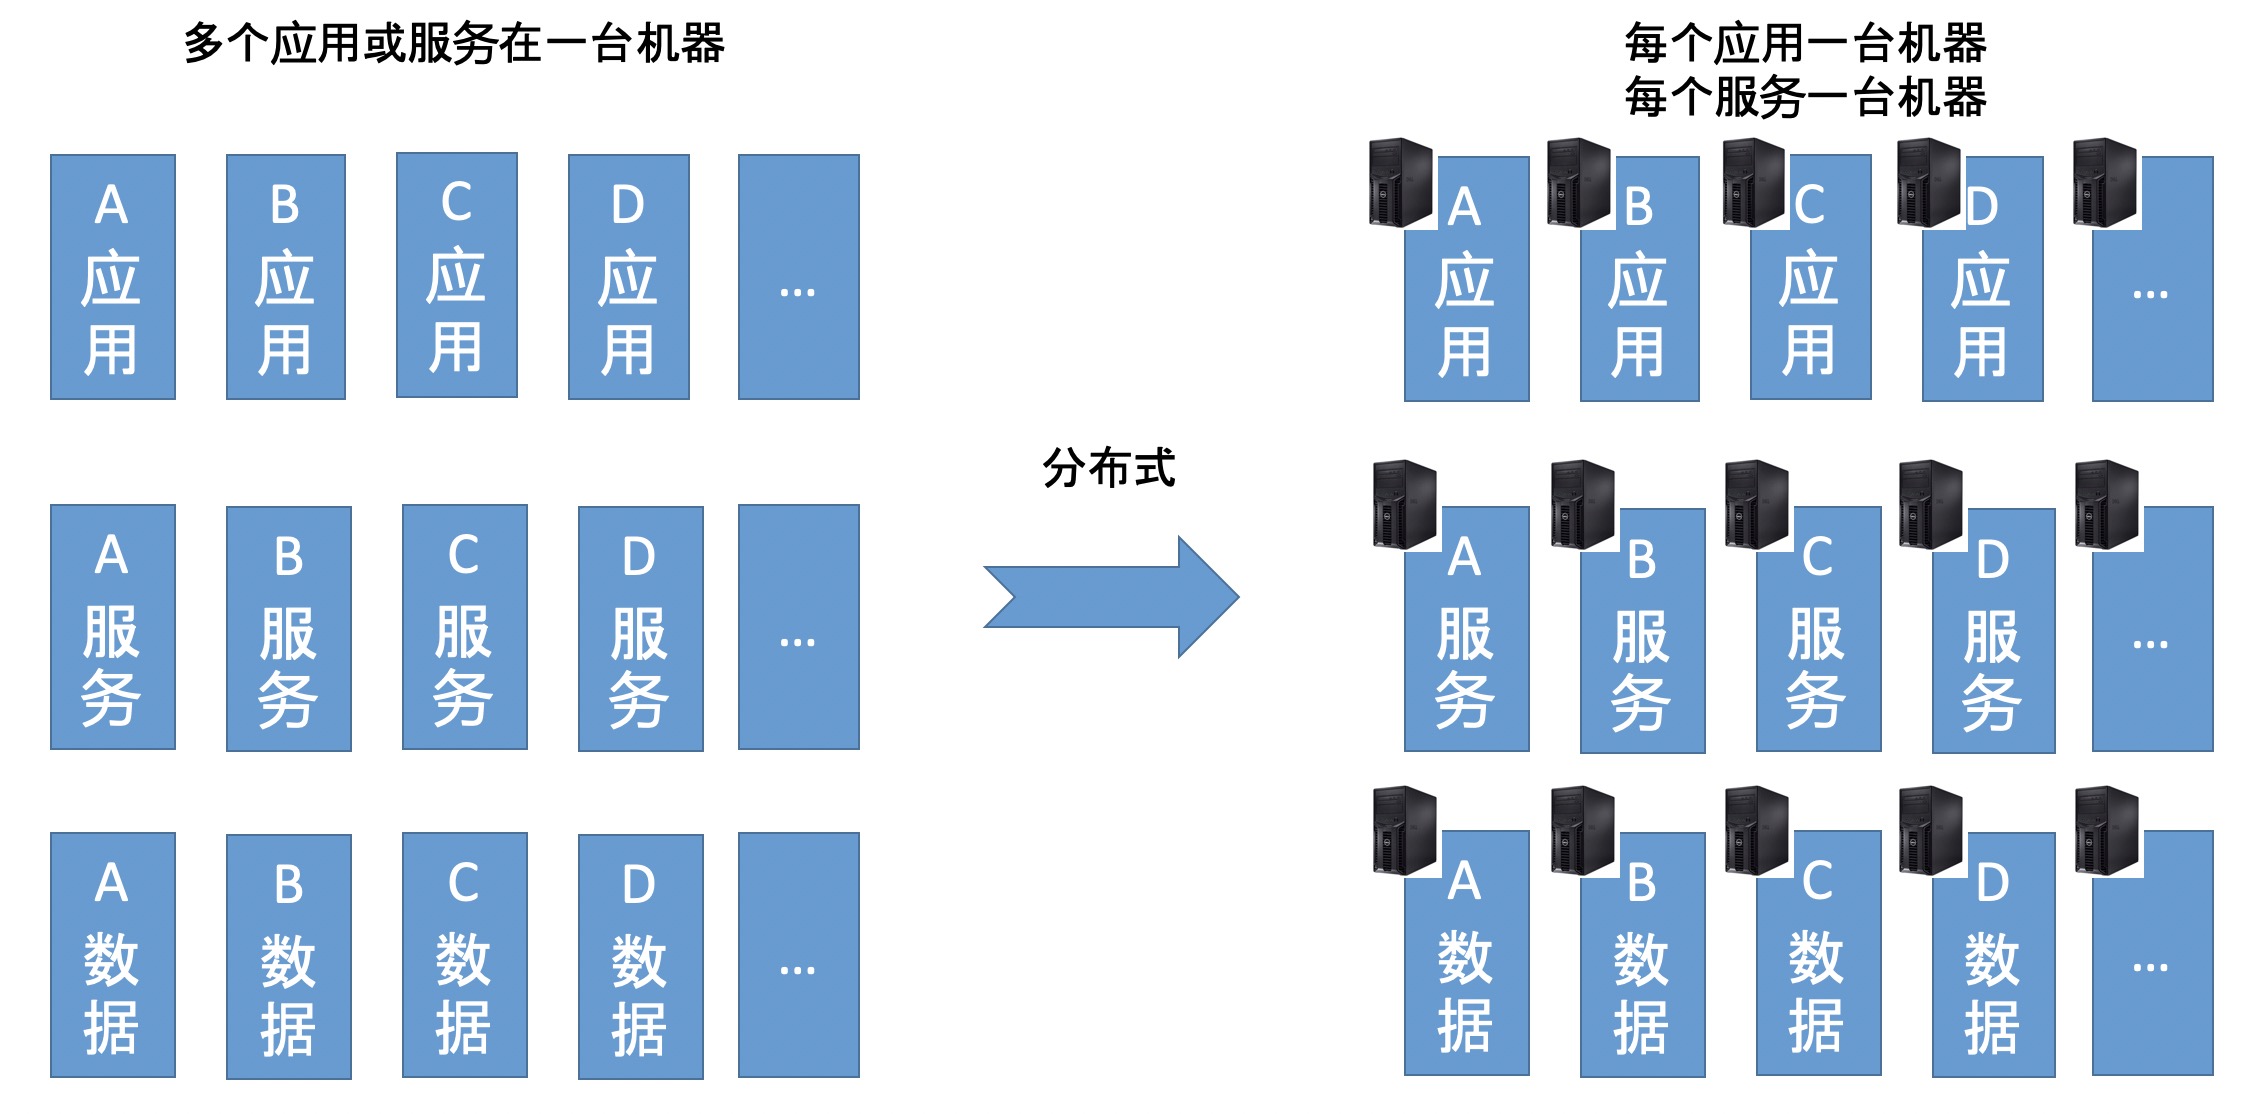 多个应用或服务在一台机器
A
应
用
B
应
用
C
应
用
D
应
用
...
A
服
务
B
服
务
C
服
务
D
服
务
...
A
数
据
B
数
据
C
数
据
D
数
据
...
分布式
每个应用一台机器
每个服务一台机器
A
应
用
B
应
用
C
应
用
D
应
用
...
A
服
务
B
服
务
C
服
务
D
服
务
...
A
数
据
B
数
据
C
数
据
D
数
据
...